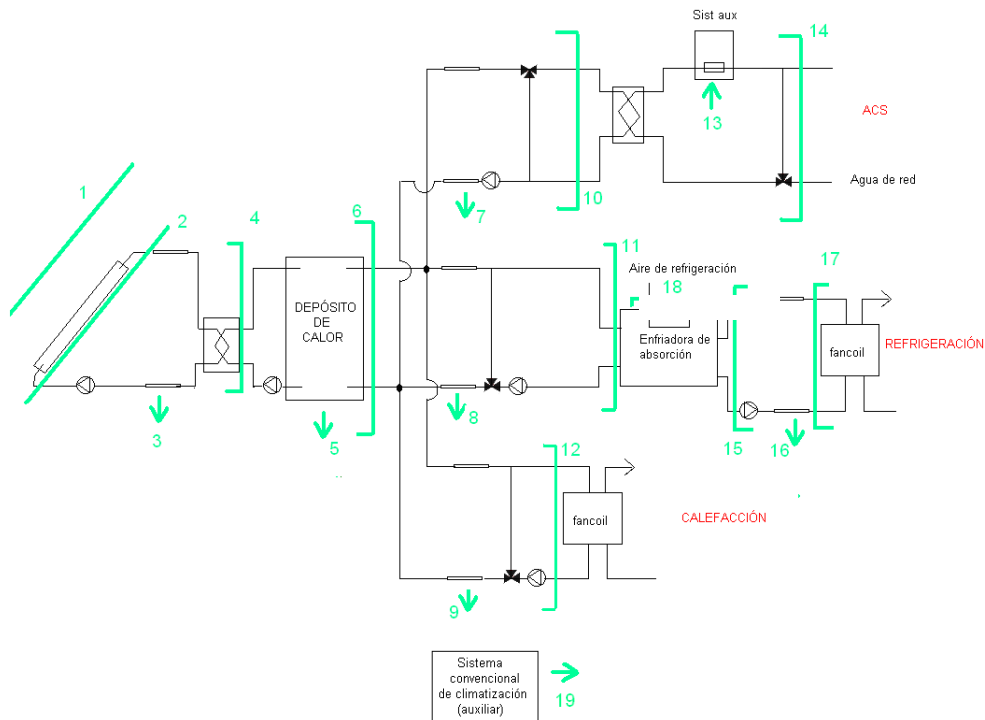 Sist aux
14
13
ACS
1
10
7
Agua de red
2
4
6
11
17
Aire de refrigeración
18
DEPÓSITO
DE
CALOR
Enfriadora de
absorción
fancoil
REFRIGERACIÓN
3
5
8
15
16
12
fancoil
CALEFACCIÓN
9
Sistema
convencional
de climatización
(auxiliar)
19